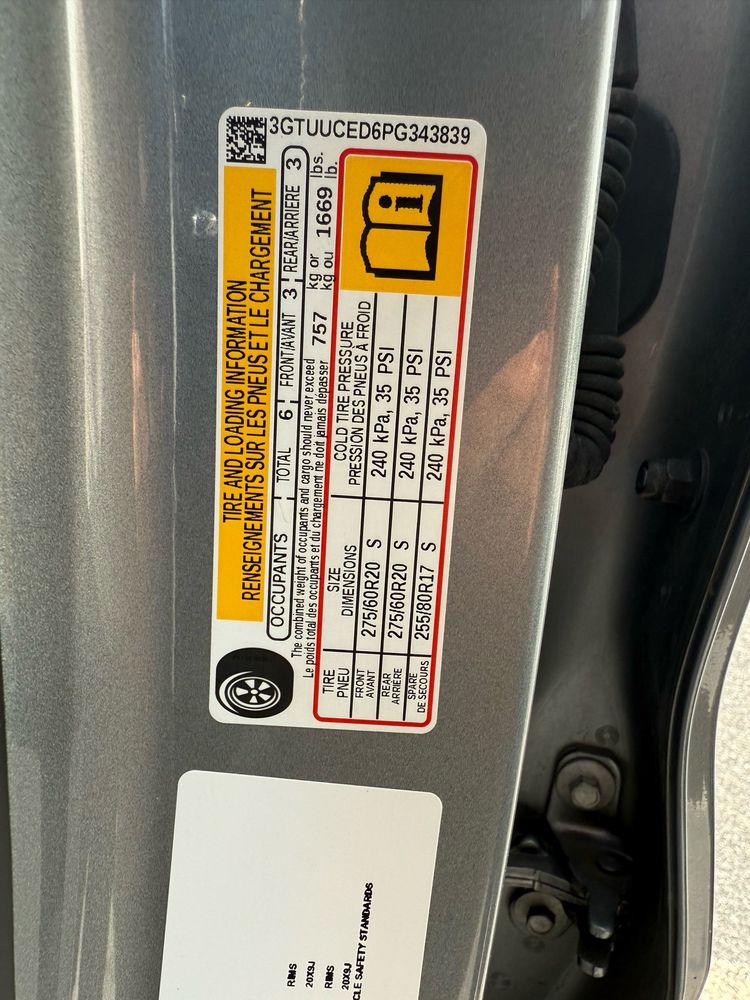 3GTUUCED6PG343839
TIRE AND LOADING INFORMATION
RENSEIGNEMENTS SUR LES PNEUS ET LE CHARGEMENT
OCCUPANTS TOTAL 6 FRONT/AVANT 3 REAR/ARRIÈRE 3
The combined weight of occupants and cargo should never exceed 757 kg or 1669 lbs.
Le poids total des occupants et du chargement ne doit jamais dépasser kg ou lb.
TIRE SIZE COLD TIRE PRESSURE
PNEU DIMENSIONS PRESSION DES PNEUS À FROID
FRONT
AVANT 275/60R20 S 240 kPa, 35 PSI
REAR
ARRIÈRE 275/60R20 S 240 kPa, 35 PSI
SPARE
DE SECOURS 255/80R17 S 240 kPa, 35 PSI
RIMS
20X9J
RIMS
20X9J
CLE SAFETY STANDARDS